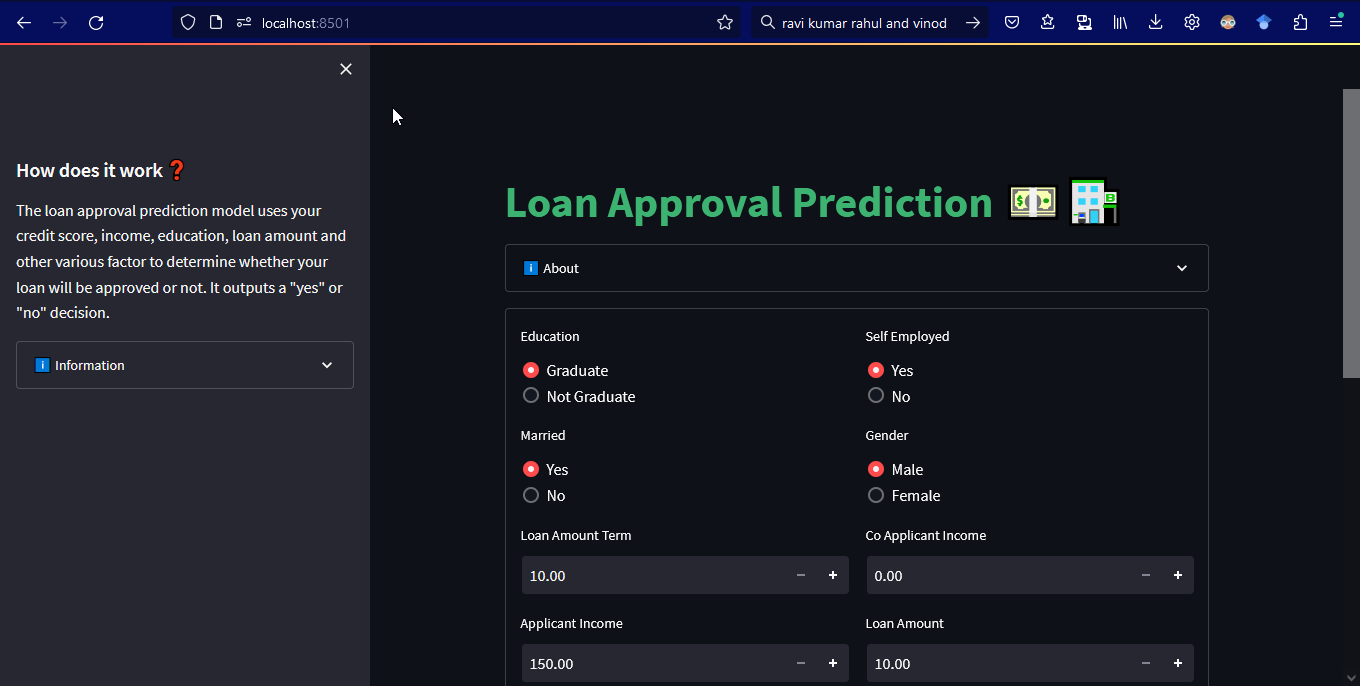 localhost:8501
ravi kumar rahul and vinod
How does it work ❓
The loan approval prediction model uses your
credit score, income, education, loan amount and
other various factor to determine whether your
loan will be approved or not. It outputs a "yes" or
"no" decision.
ℹ️ Information
Loan Approval Prediction 💵 🏦
ℹ️ About
Education
Self Employed
Graduate
Yes
Not Graduate
No
Married
Gender
Yes
Male
No
Female
Loan Amount Term
Co Applicant Income
10.00
0.00
Applicant Income
Loan Amount
150.00
10.00